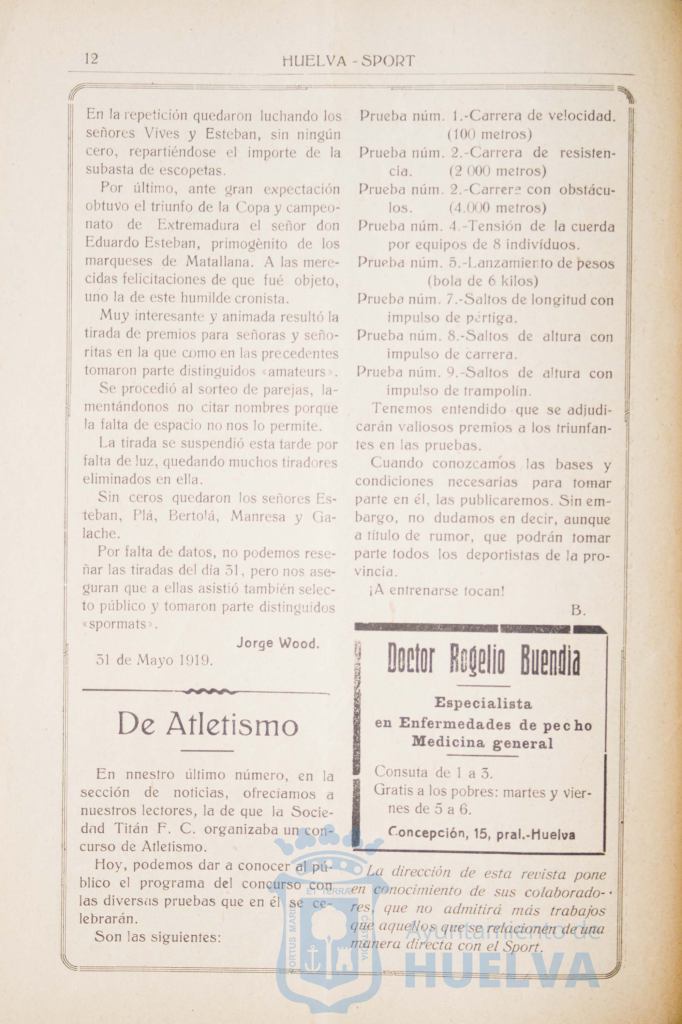 12
HUELVA - SPORT
En la repetición quedaron luchando los
señores Vives y Esteban, sin ningún
cero, repartiéndose el importe de la
subasta de escopetas.
Por último, ante gran expectación
obtuvo el triunfo de la Copa y campeo-
nato de Extremadura el señor don
Eduardo Esteban, primogènito de los
marqueses de Matallana. A las mere-
cidas felicitaciones de que fué objeto,
uno la de este humilde cronista.
Muy interesante y animada resultó la
tirada de premios para señoras y seño-
ritas en la que como en las precedentes
tomaron parte distinguidos «amateurs».
Se procedió al sorteo de parejas, la-
mentándonos no citar nombres porque
la falta de espacio no nos lo permite.
La tirada se suspendió esta tarde por
falta de luz, quedando muchos tiradores
eliminados en ella.
Sin ceros quedaron los señores Es-
teban, Plá, Bertolá, Manresa y Ga-
lache.
Por falta de datos, no podemos rese-
ñar las tiradas del día 31, pero nos ase-
guran que a ellas asistió también selec-
to público y tomaron parte distinguidos
«spormats».
Jorge Wood.
31 de Mayo 1919.
De Atletismo
En nnestro último número, en la
sección de noticias, ofreciamos a
nuestros lectores, la de que la Socie-
dad Titán F. C. organizaba un con-
curso de Atletismo.
Hoy, podemos dar a conocer al pú-
blico el programa del concurso con
las diversas pruebas que en él se ce-
lebrarán.
Son las siguientes:
Prueba núm. 1.-Carrera de velocidad.
(100 metros)
Prueba núm. 2.-Carrera de resisten-
cia. (2 000 metros)
Prueba núm. 2.-Carrera con obstácu-
los. (4.000 metros)
Prueba núm. 4.-Tensión de la cuerda
por equipos de 8 indivíduos.
Prueba núm. 5.-Lanzamiento de pesos
(bola de 6 kilos)
Prueba núm. 7.-Saltos de longitud con
impulso de pértiga.
Prueba núm. 8.-Saltos de altura con
impulso de carrera.
Prueba núm. 9.-Saltos de altura con
impulso de trampolín.
Tenemos entendido que se adjudi-
carán valiosos premios a los triunfan-
tes en las pruebas.
Cuando conozcamos las bases y
condiciones necesarias para tomar
parte en él, las publicaremos. Sin em-
bargo, no dudamos en decir, aunque
a título de rumor, que podrán tomar
parte todos los deportistas de la pro-
vincia.
¡A entrenarse tocan!
B.
Doctor Rogelio Buendia
Especialista
en Enfermedades de pecho
Medicina general
Consuta de 1 a 3.
Gratis a los pobres: martes y vier-
nes de 5 a 6.
Concepción, 15, pral.-Huelva
La dirección de esta revista pone
en conocimiento de sus colaborado-
res, que no admitirá más trabajos
que aquellos que se relacionén de una
manera directa con el Sport.
Ayuntamiento de
HUELVA